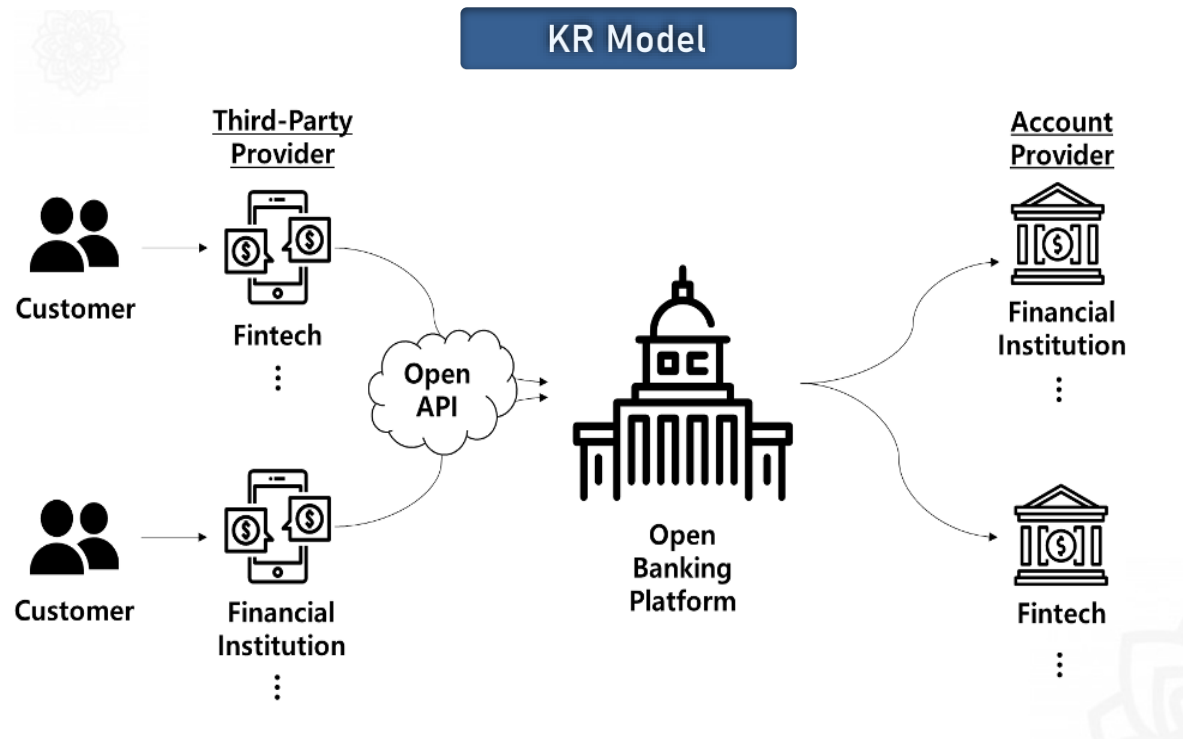 KR Model
Third-Party
Provider
Account
Provider
Customer
Fintech
Open
API
Financial
Institution
Customer
Financial
Institution
Open
Banking
Platform
Fintech